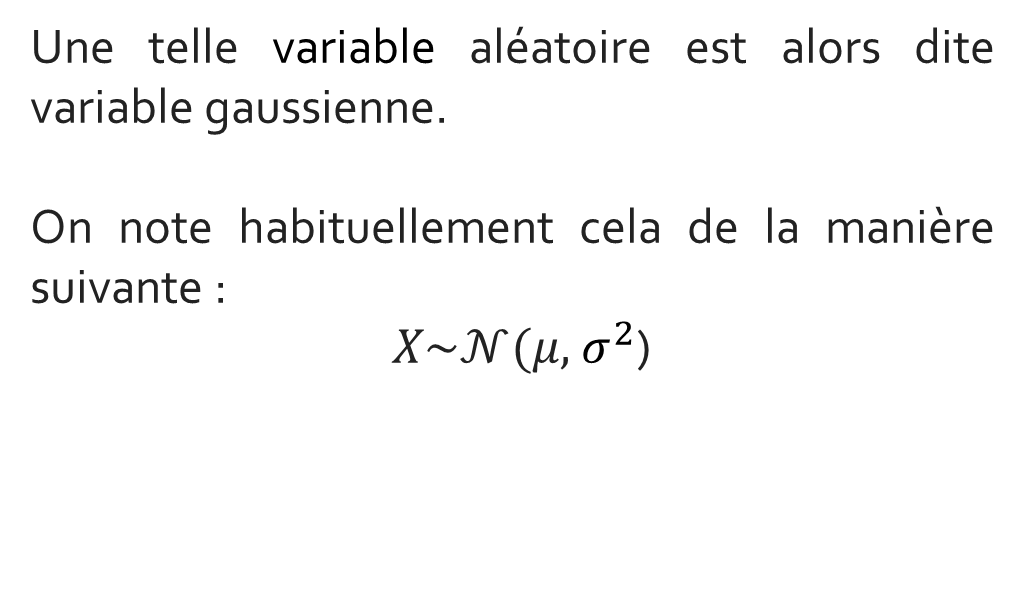 Une telle variable aléatoire est alors dite
variable gaussienne.
On note habituellement cela de la manière
suivante :
𝑋~𝒩(𝜇, 𝜎²)